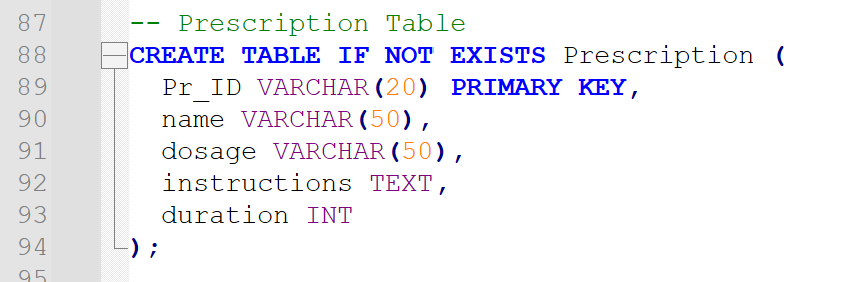 87 -- Prescription Table
88 CREATE TABLE IF NOT EXISTS Prescription (
89 Pr_ID VARCHAR(20) PRIMARY KEY,
90 name VARCHAR(50),
91 dosage VARCHAR(50),
92 instructions TEXT,
93 duration INT
94 );
95